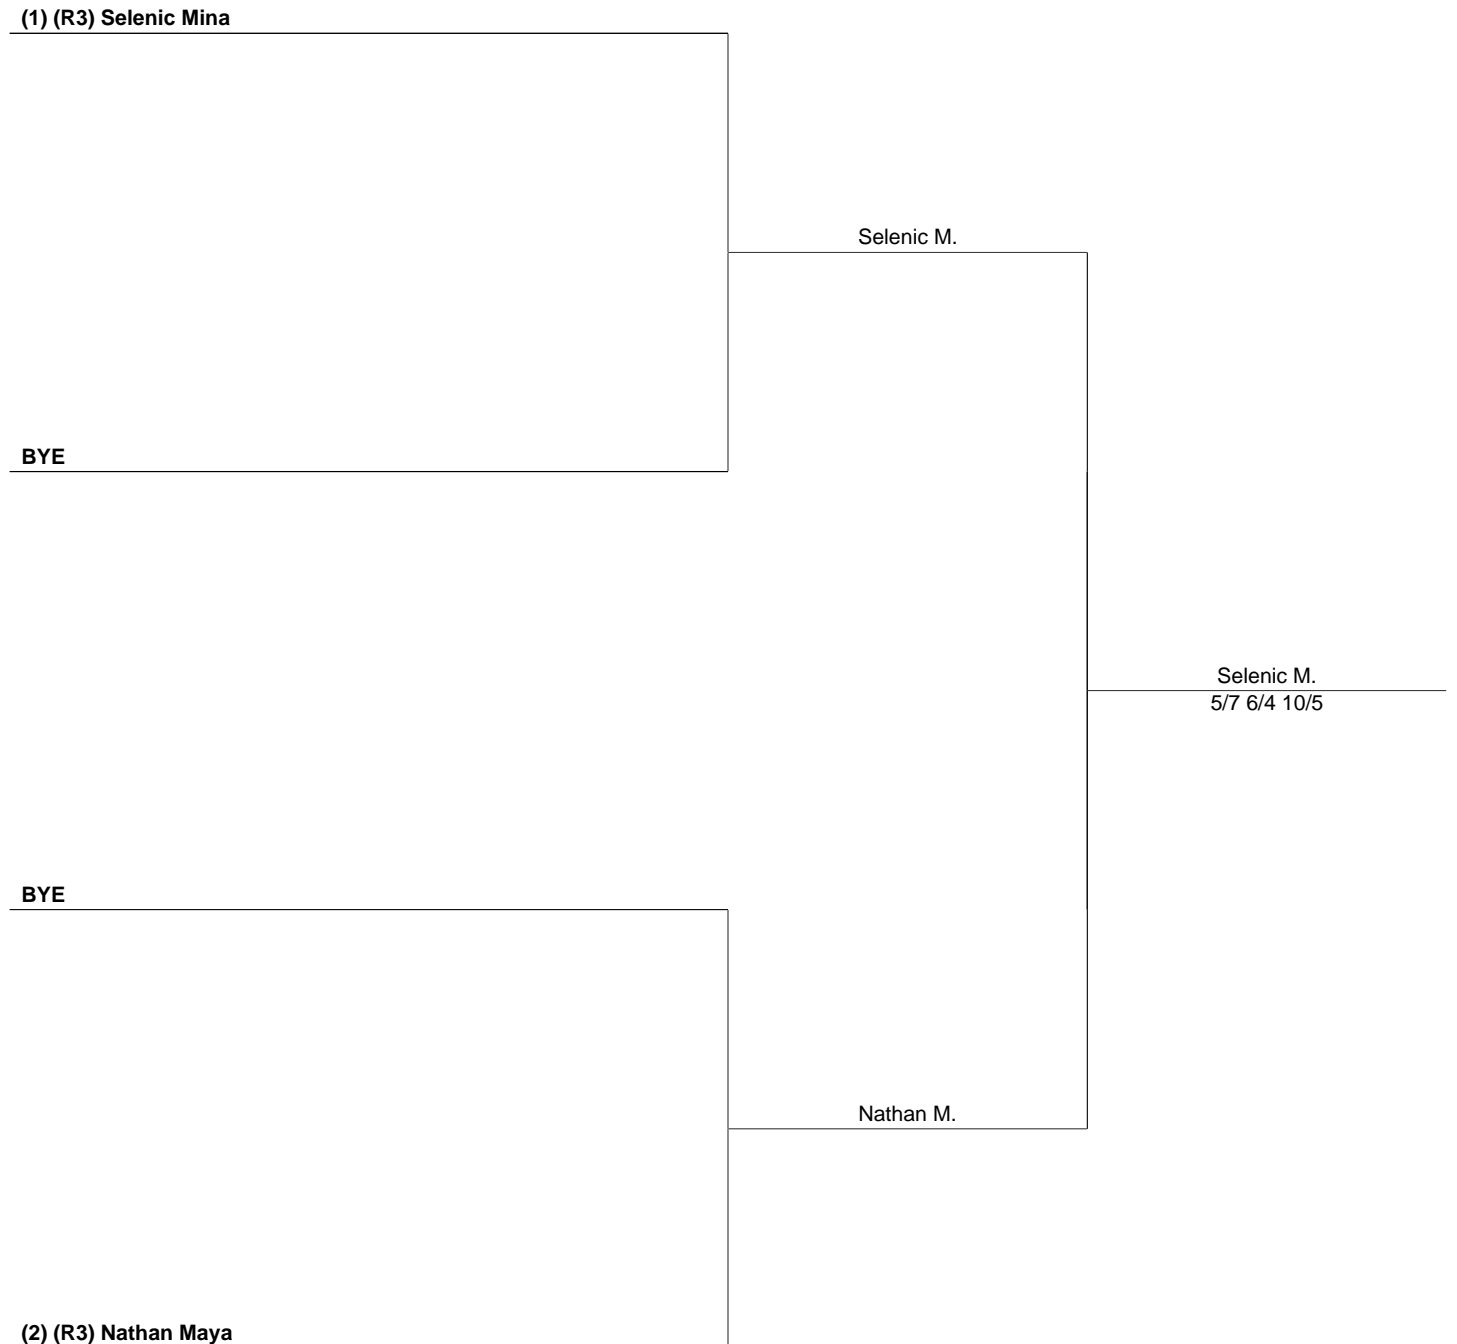 (1) (R3) Selenic Mina
Selenic M.
BYE
Selenic M.
5/7 6/4 10/5
BYE
Nathan M.
(2) (R3) Nathan Maya